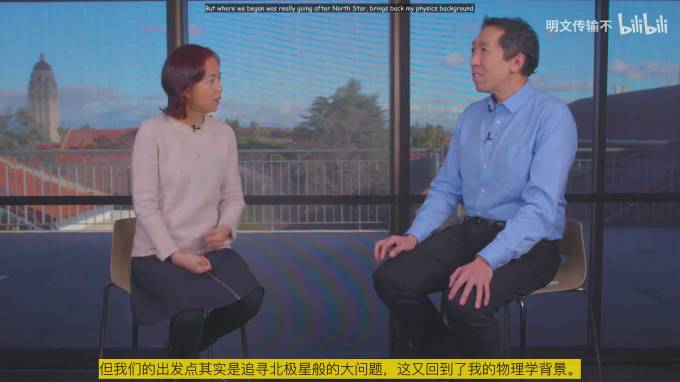 But where we began was really going after North Star, brings back my physics background.
明文传输不 bilibili
但我们的出发点其实是追寻北极星般的大问题，这又回到了我的物理学背景。